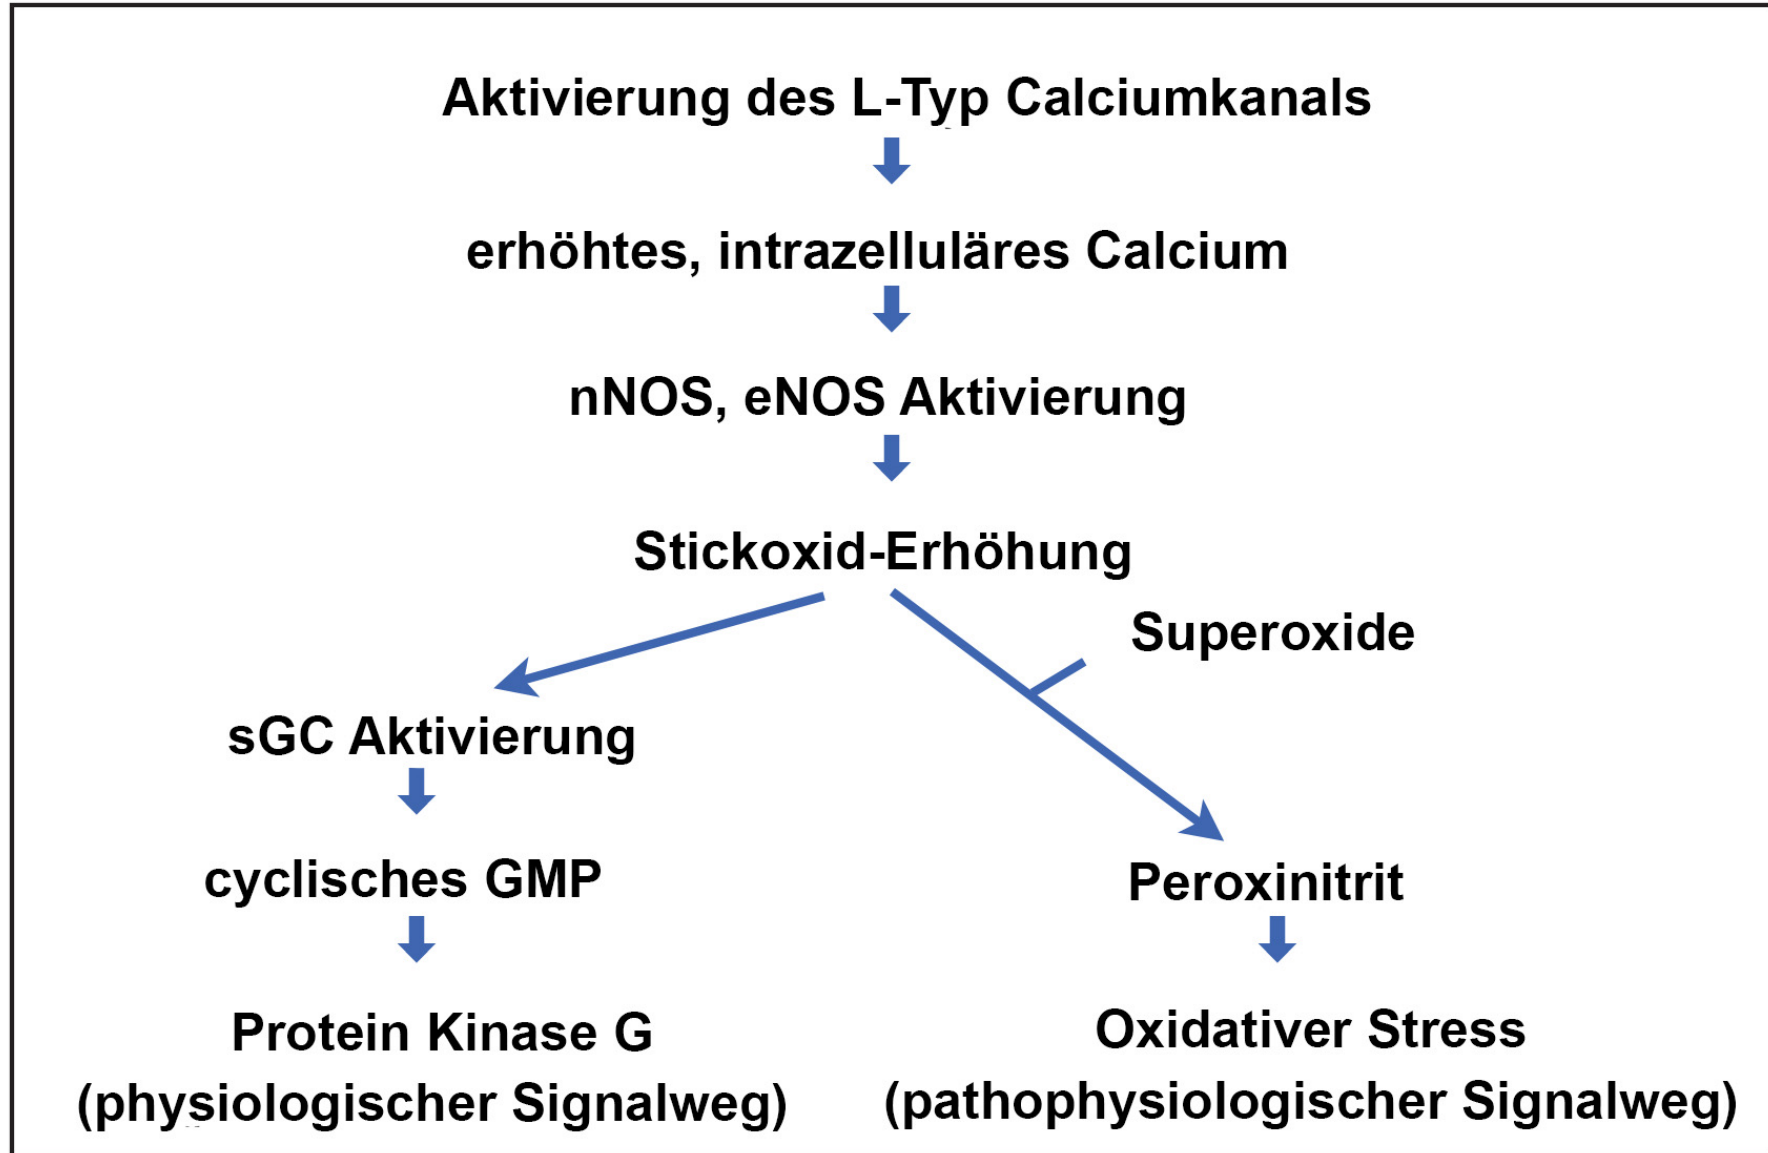 Aktivierung des L-Typ Calciumkanals
erhöhtes, intrazelluläres Calcium
nNOS, eNOS Aktivierung
Stickoxid-Erhöhung
Superoxide
sGC Aktivierung
cyclisches GMP
Peroxinitrit
Protein Kinase G
(physiologischer Signalweg)
Oxidativer Stress
(pathophysiologischer Signalweg)